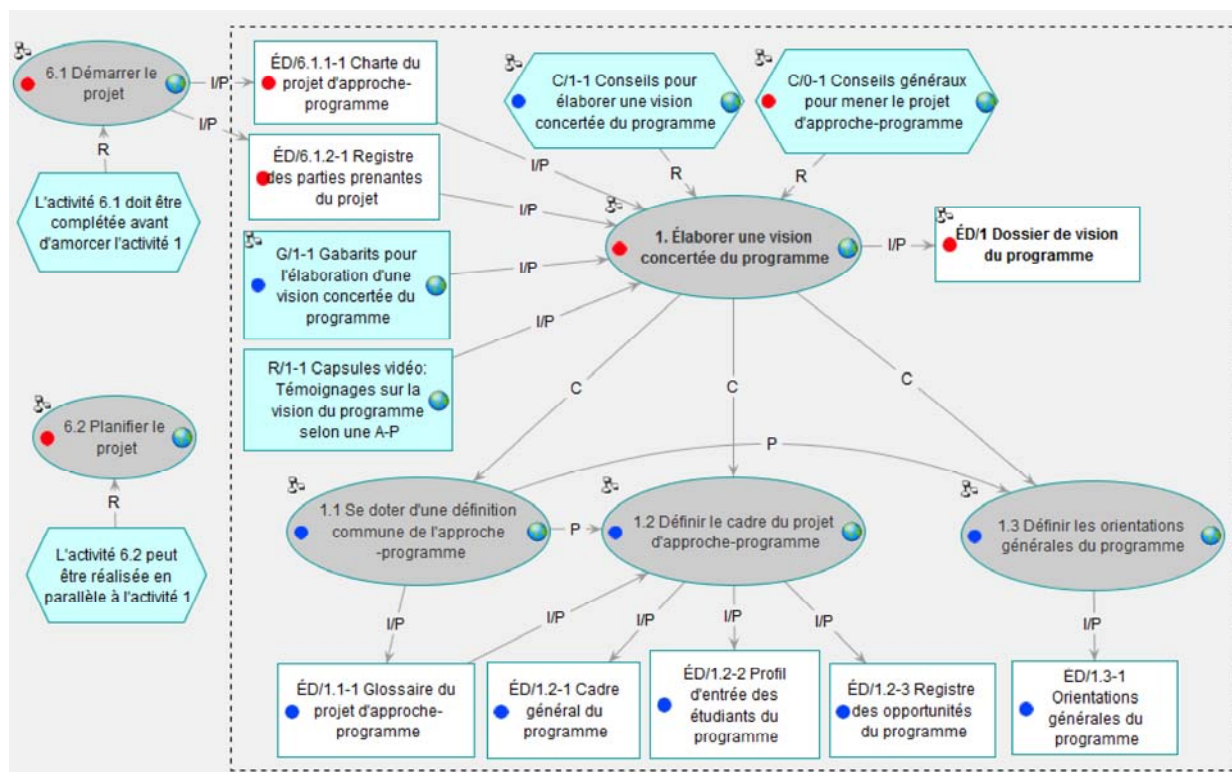 6.1 Démarrer le
projet
I/P
I/P
R
L'activité 6.1 doit être
complétée avant
d'amorcer l'activité 1
ÉD/6.1.1-1 Charte du
projet d'approche-
programme
ÉD/6.1.2-1 Registre
des parties prenantes
du projet
G/1-1 Gabarits pour
l'élaboration d'une
vision concertée du
programme
R/1-1 Capsules vidéo:
Témoignages sur la
vision du programme
selon une A-P
C/1-1 Conseils pour
élaborer une vision
concertée du programme
C/0-1 Conseils généraux
pour mener le projet
d'approche-programme
I/P
I/P
I/P
I/P
R
R
1. Élaborer une vision
concertée du programme
I/P
ÉD/1 Dossier de vision
du programme
C
C
C
6.2 Planifier le
projet
R
L'activité 6.2 peut
être réalisée en
parallèle à l'activité 1
1.1 Se doter d'une définition
commune de l'approche
-programme
P
P
1.2 Définir le cadre du projet
d'approche-programme
1.3 Définir les orientations
générales du programme
I/P
I/P
I/P
I/P
I/P
I/P
ÉD/1.1-1 Glossaire du
projet d'approche-
programme
ÉD/1.2-1 Cadre
général du
programme
ÉD/1.2-2 Profil
d'entrée des
étudiants du
programme
ÉD/1.2-3 Registre
des opportunités
du programme
ÉD/1.3-1
Orientations
générales du
programme